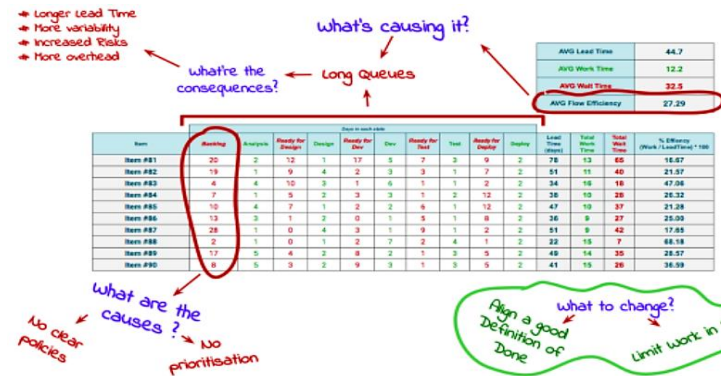 * Longer Lead Time
* More variability
* Increased Risks
* More overhead
What's causing it?
What're the
consequences?
Long Queues
AVG Lead Time 44.7
AVG Work Time 12.2
AVG Wait Time 32.5
AVG Flow Efficiency 27.29
Days in each state
Item Backlog Analysis Ready for Design Design Ready for Dev Dev Ready for Test Test Ready for Deploy Deploy Lead Time (days) Total Work Time Total Wait Time % Effiency (Work / LeadTime) * 100
Item #81 20 2 12 1 17 5 7 3 9 2 78 13 65 16.67
Item #82 19 1 9 4 2 3 3 1 7 2 51 11 40 21.57
Item #83 4 4 10 3 1 6 1 1 2 2 34 16 18 47.06
Item #84 7 1 5 2 3 3 1 2 12 2 38 10 28 26.32
Item #85 10 4 7 1 2 2 6 1 12 2 47 10 37 21.28
Item #86 13 3 1 2 0 1 5 1 8 2 36 9 27 25.00
Item #87 28 1 0 4 3 1 9 1 2 2 51 9 42 17.65
Item #88 2 1 0 1 2 7 2 4 1 2 22 15 7 68.18
Item #89 17 5 4 2 8 2 1 3 5 2 49 14 35 28.57
Item #90 8 5 3 2 9 3 1 3 5 2 41 15 26 36.59
What are the
causes ?
No clear
policies
No
prioritisation
What to change?
Align a good
Definition of
Done
Limit Work in